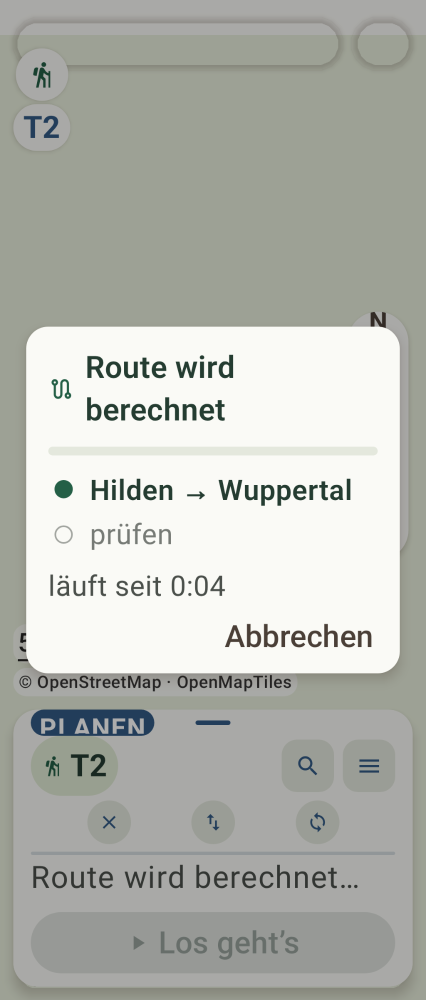 T2
N
Route wird
berechnet
Hilden → Wuppertal
prüfen
läuft seit 0:04
Abbrechen
5
© OpenStreetMap · OpenMapTiles
PLANEN
T2
Route wird berechnet…
Los geht’s